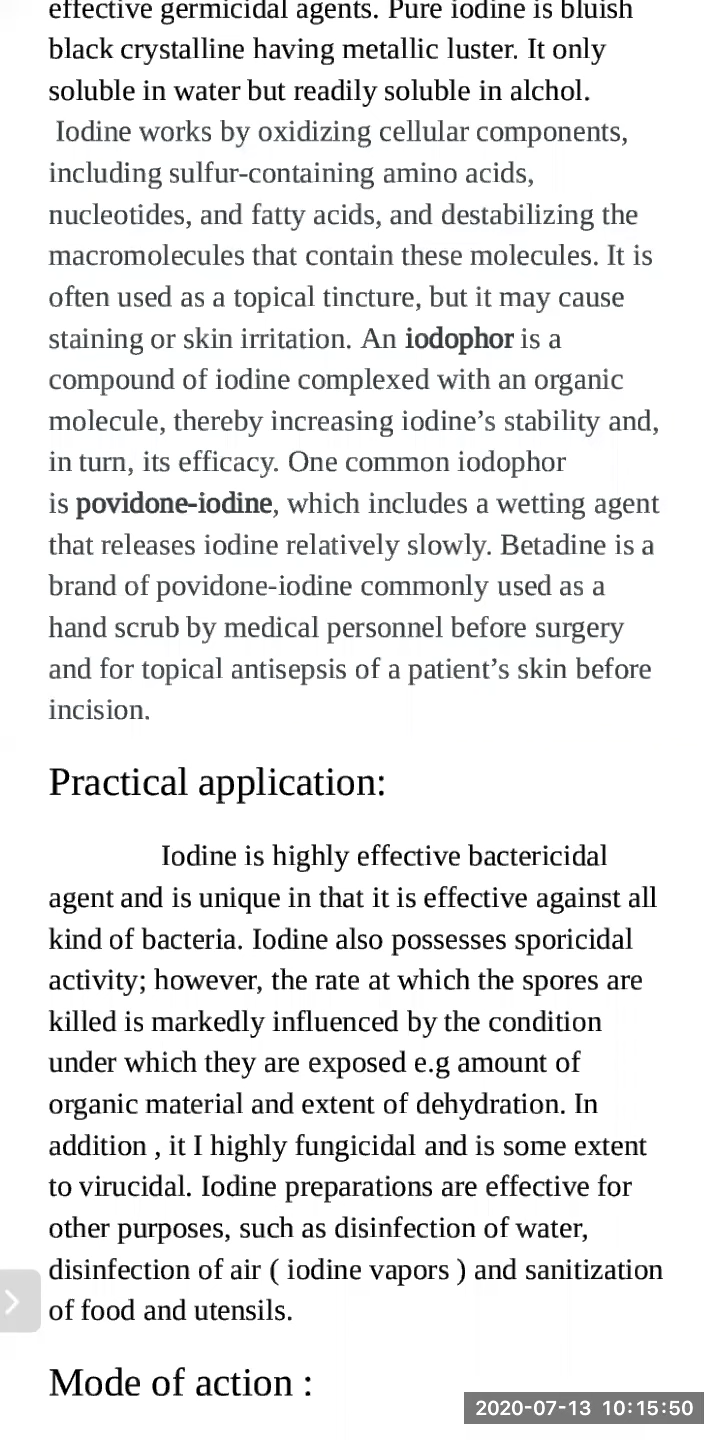 effective germicidal agents. Pure iodine is bluish
black crystalline having metallic luster. It only
soluble in water but readily soluble in alchol.
Iodine works by oxidizing cellular components,
including sulfur-containing amino acids,
nucleotides, and fatty acids, and destabilizing the
macromolecules that contain these molecules. It is
often used as a topical tincture, but it may cause
staining or skin irritation. An iodophor is a
compound of iodine complexed with an organic
molecule, thereby increasing iodine’s stability and,
in turn, its efficacy. One common iodophor
is povidone-iodine, which includes a wetting agent
that releases iodine relatively slowly. Betadine is a
brand of povidone-iodine commonly used as a
hand scrub by medical personnel before surgery
and for topical antisepsis of a patient’s skin before
incision.
Practical application:
Iodine is highly effective bactericidal
agent and is unique in that it is effective against all
kind of bacteria. Iodine also possesses sporicidal
activity; however, the rate at which the spores are
killed is markedly influenced by the condition
under which they are exposed e.g amount of
organic material and extent of dehydration. In
addition , it I highly fungicidal and is some extent
to virucidal. Iodine preparations are effective for
other purposes, such as disinfection of water,
disinfection of air ( iodine vapors ) and sanitization
of food and utensils.
Mode of action :
2020-07-13 10:15:50